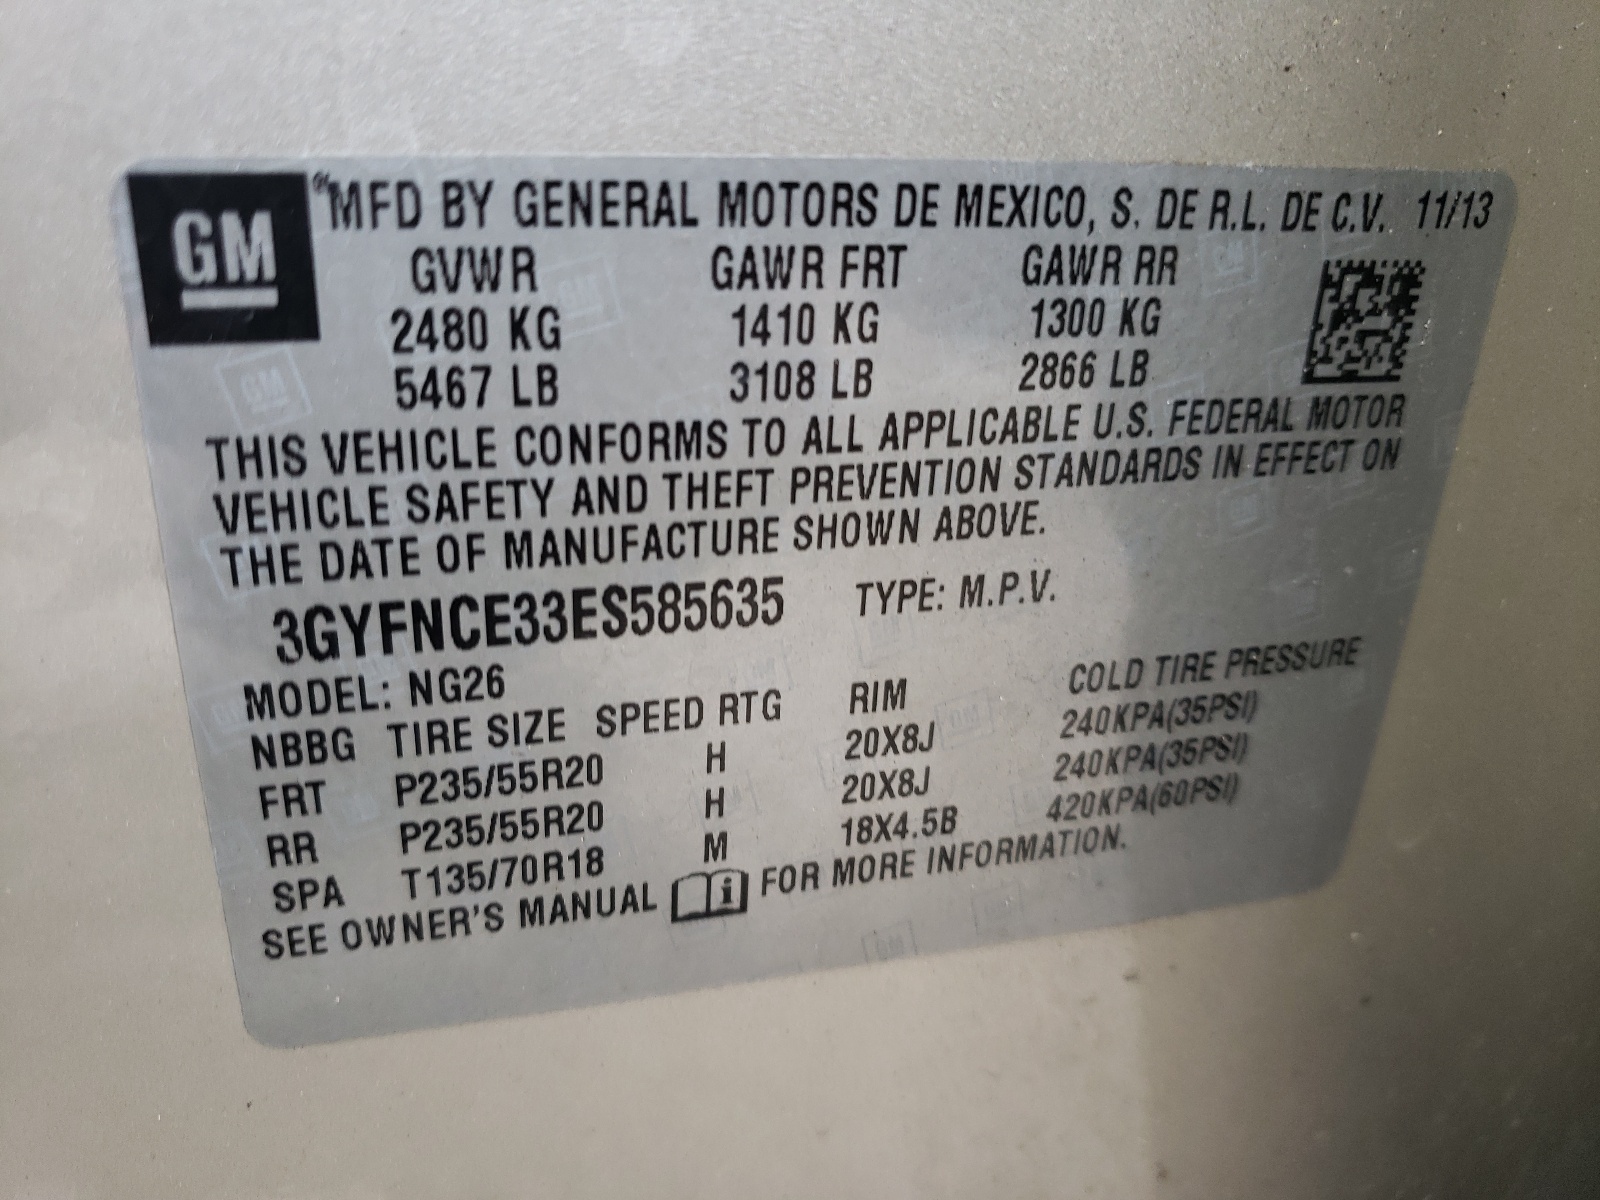 GM
MFD BY GENERAL MOTORS DE MEXICO, S. DE R.L. DE C.V. 11/13
GVWR GAWR FRT GAWR RR
2480 KG 1410 KG 1300 KG
5467 LB 3108 LB 2866 LB
THIS VEHICLE CONFORMS TO ALL APPLICABLE U.S. FEDERAL MOTOR
VEHICLE SAFETY AND THEFT PREVENTION STANDARDS IN EFFECT ON
THE DATE OF MANUFACTURE SHOWN ABOVE.
3GYFNCE33ES585635 TYPE: M.P.V.
MODEL: NG26
NBBG TIRE SIZE SPEED RTG RIM COLD TIRE PRESSURE
FRT P235/55R20 H 20X8J 240KPA(35PSI)
RR P235/55R20 H 20X8J 240KPA(35PSI)
SPA T135/70R18 M 18X4.5B 420KPA(60PSI)
SEE OWNER'S MANUAL i FOR MORE INFORMATION.